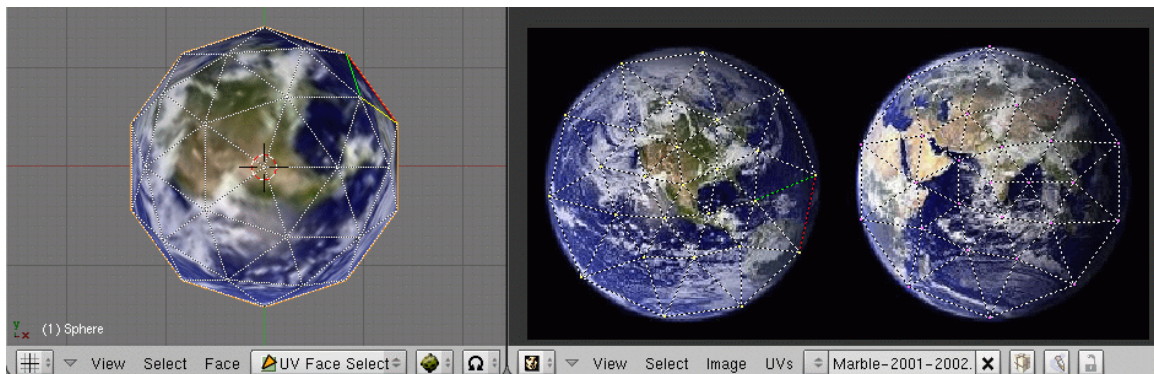 y
x
(1) Sphere
View Select Face UV Face Select
View Select Image UVs Marble-2001-2002.